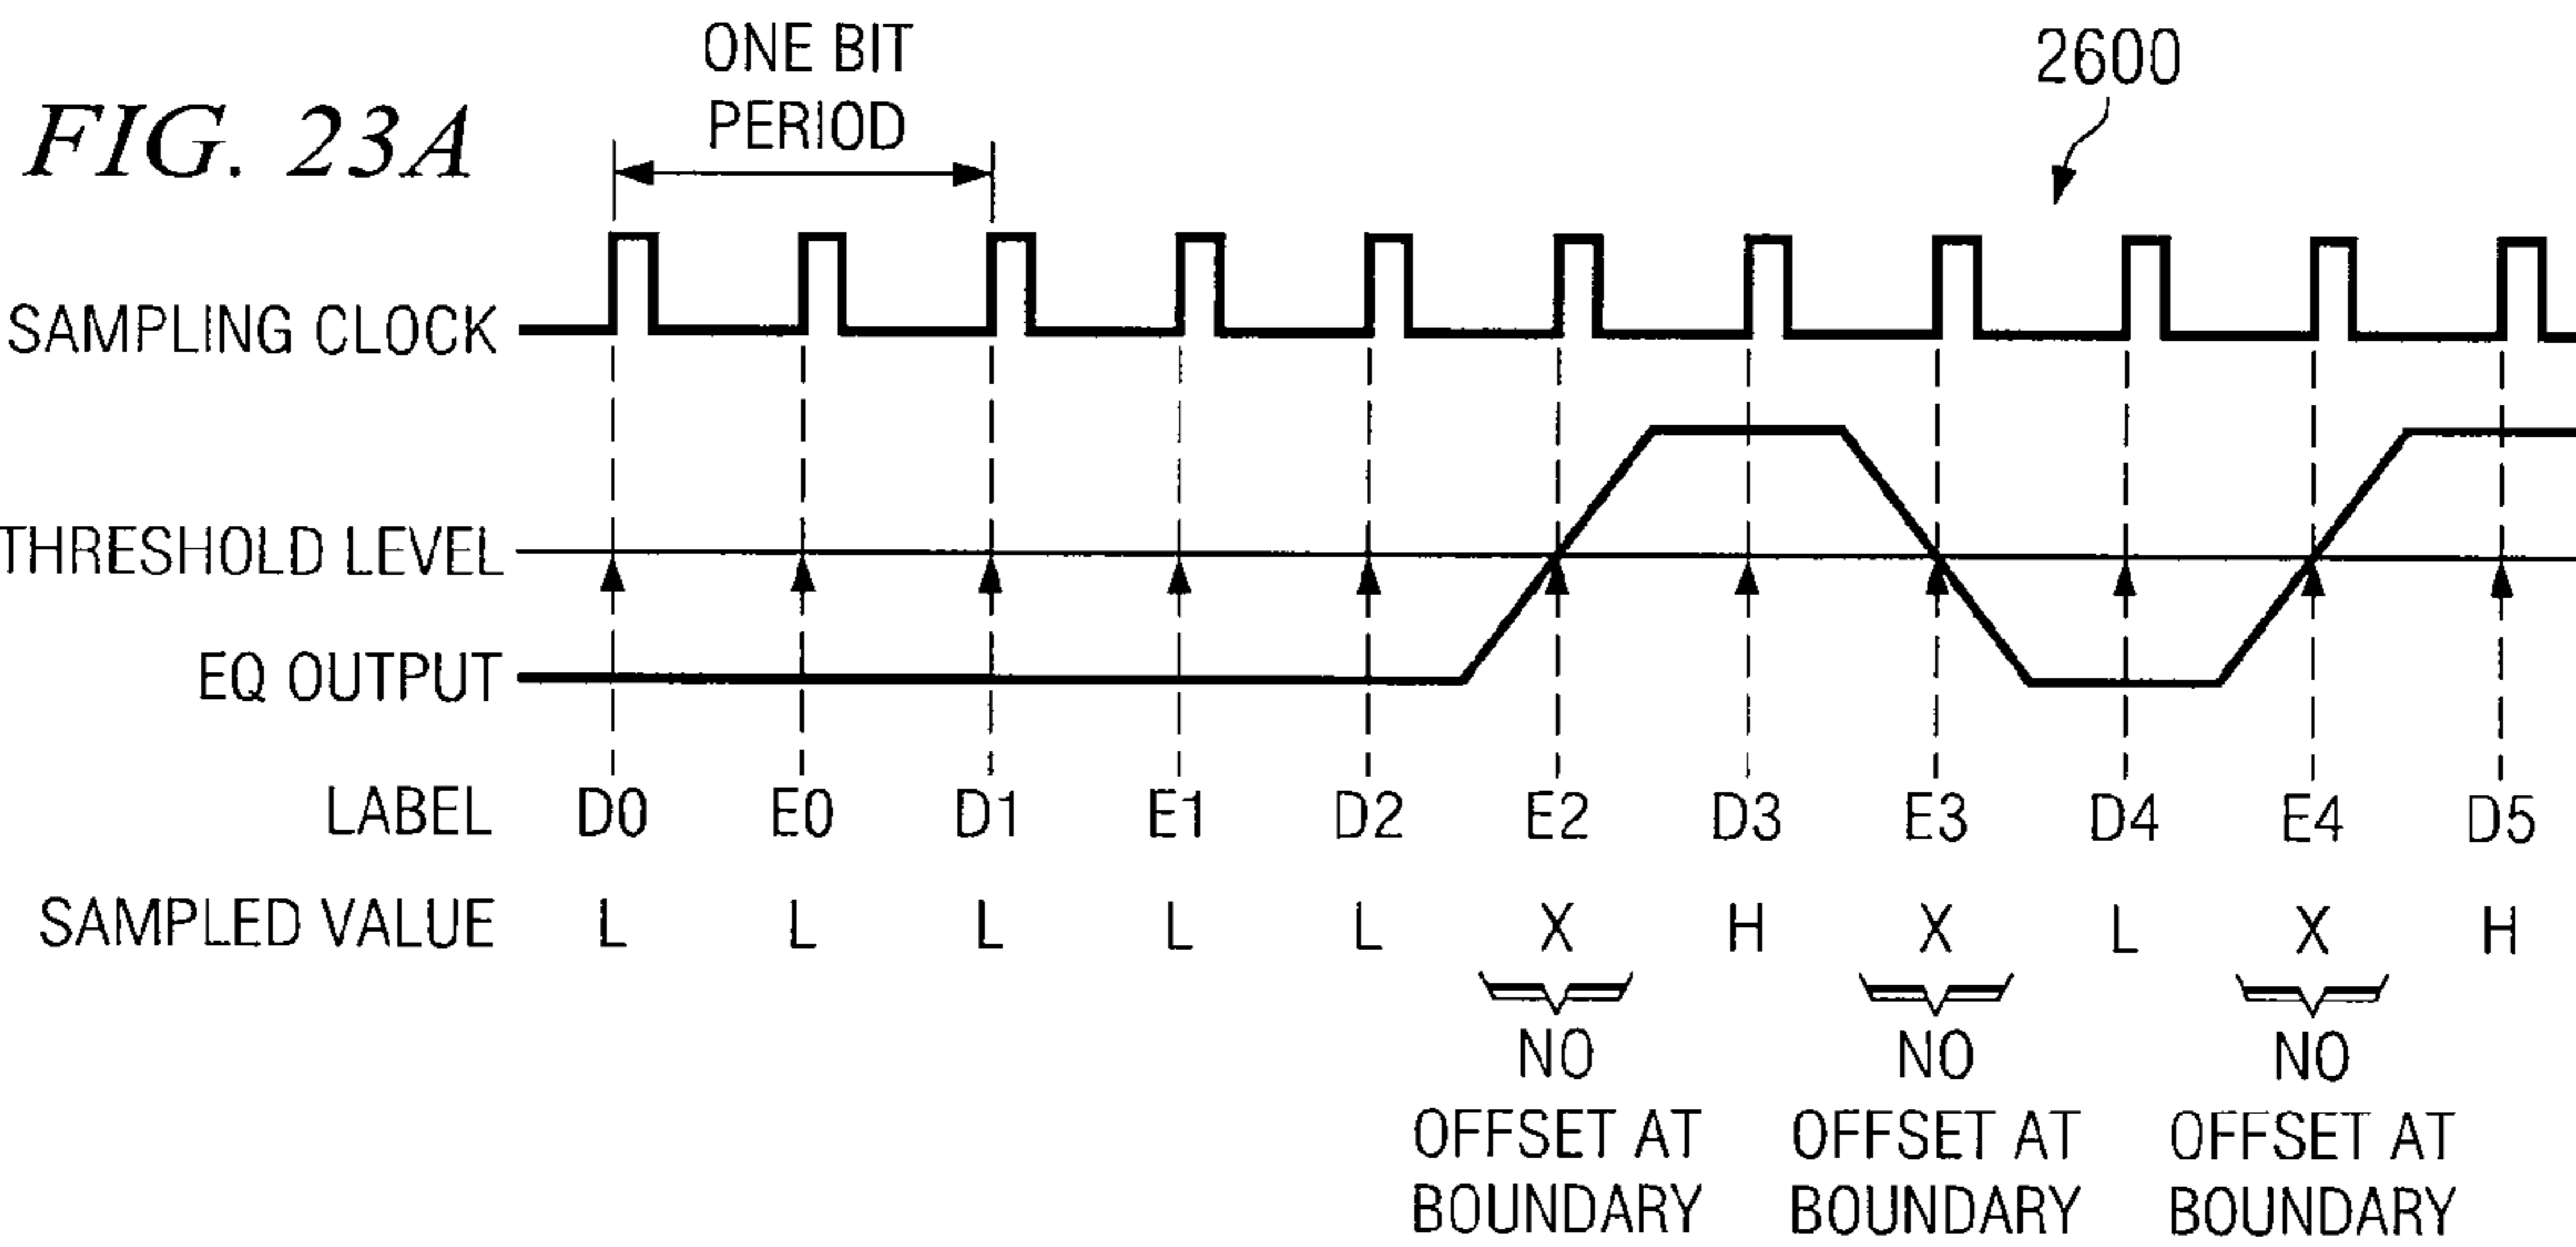 FIG. 23A
ONE BIT
PERIOD
2600
SAMPLING CLOCK
THRESHOLD LEVEL
EQ OUTPUT
LABEL D0 E0 D1 E1 D2 E2 D3 E3 D4 E4 D5
SAMPLED VALUE L L L L L X H X L X H
NO NO NO
OFFSET AT OFFSET AT OFFSET AT
BOUNDARY BOUNDARY BOUNDARY